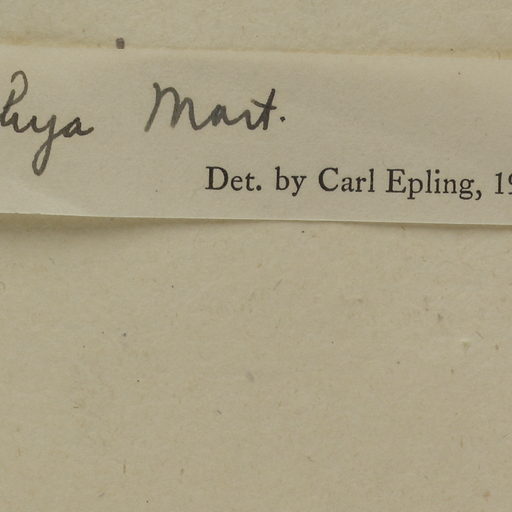 Mart.
Det. by Carl Epling, 19